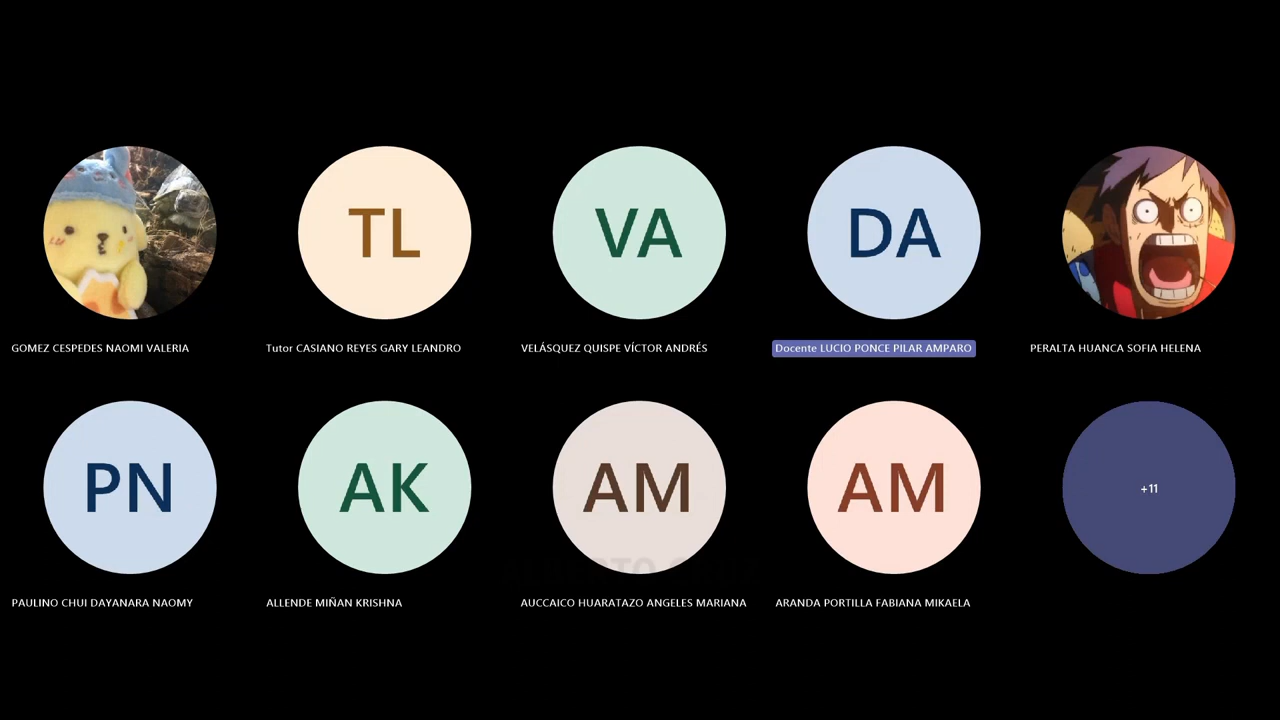 TL
VA
DA
GOMEZ CESPEDES NAOMI VALERIA
Tutor CASIANO REYES GARY LEANDRO
VELÁSQUEZ QUISPE VÍCTOR ANDRÉS
Docente LUCIO PONCE PILAR AMPARO
PERALTA HUANCA SOFIA HELENA
PN
AK
AM
AM
+11
PAULINO CHUI DAYANARA NAOMY
ALLENDE MIÑAN KRISHNA
AUCCAICO HUARATAZO ANGELES MARIANA
ARANDA PORTILLA FABIANA MIKAELA